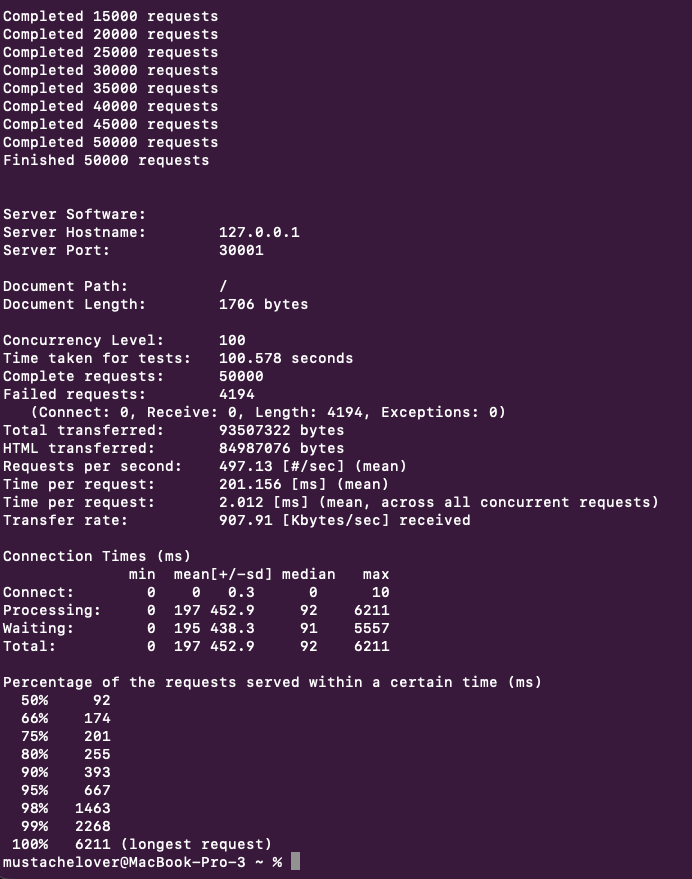 Completed 15000 requests
Completed 20000 requests
Completed 25000 requests
Completed 30000 requests
Completed 35000 requests
Completed 40000 requests
Completed 45000 requests
Completed 50000 requests
Finished 50000 requests
Server Software:
Server Hostname:        127.0.0.1
Server Port:            30001
Document Path:          /
Document Length:        1706 bytes
Concurrency Level:      100
Time taken for tests:   100.578 seconds
Complete requests:      50000
Failed requests:        4194
   (Connect: 0, Receive: 0, Length: 4194, Exceptions: 0)
Total transferred:      93507322 bytes
HTML transferred:       84987076 bytes
Requests per second:    497.13 [#/sec] (mean)
Time per request:       201.156 [ms] (mean)
Time per request:       2.012 [ms] (mean, across all concurrent requests)
Transfer rate:          907.91 [Kbytes/sec] received
Connection Times (ms)
              min  mean[+/-sd] median   max
Connect:        0    0   0.3      0      10
Processing:     0  197 452.9     92    6211
Waiting:        0  195 438.3     91    5557
Total:          0  197 452.9     92    6211
Percentage of the requests served within a certain time (ms)
  50%     92
  66%    174
  75%    201
  80%    255
  90%    393
  95%    667
  98%   1463
  99%   2268
 100%   6211 (longest request)
mustachelover@MacBook-Pro-3 ~ %